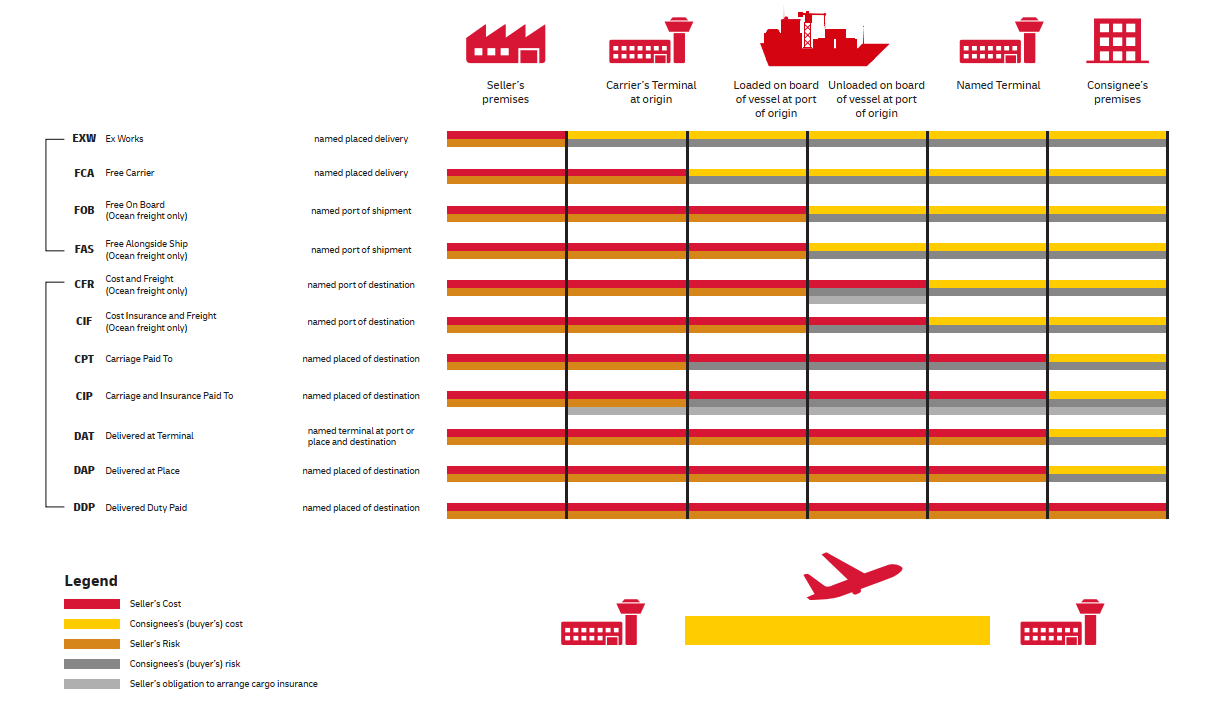 Seller's
premises
Carrier's Terminal
at origin
Loaded on board
of vessel at port
of origin
Unloaded on board
of vessel at port
of origin
Named Terminal
Consignee's
premises
EXW Ex Works named placed delivery
FCA Free Carrier named placed delivery
FOB Free On Board
(Ocean freight only) named port of shipment
FAS Free Alongside Ship
(Ocean freight only) named port of shipment
CFR Cost and Freight
(Ocean freight only) named port of destination
CIF Cost Insurance and Freight
(Ocean freight only) named port of destination
CPT Carriage Paid To named placed of destination
CIP Carriage and Insurance Paid To named placed of destination
DAT Delivered at Terminal named terminal at port or
place and destination
DAP Delivered at Place named placed of destination
DDP Delivered Duty Paid named placed of destination
Legend
Seller's Cost
Consignees's (buyer's) cost
Seller's Risk
Consignees's (buyer's) risk
Seller's obligation to arrange cargo insurance